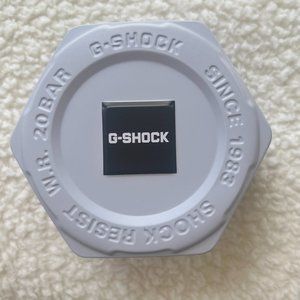 G-SHOCK
SINCE 1983
SHOCK RESIST
W.R. 20BAR
G-SHOCK